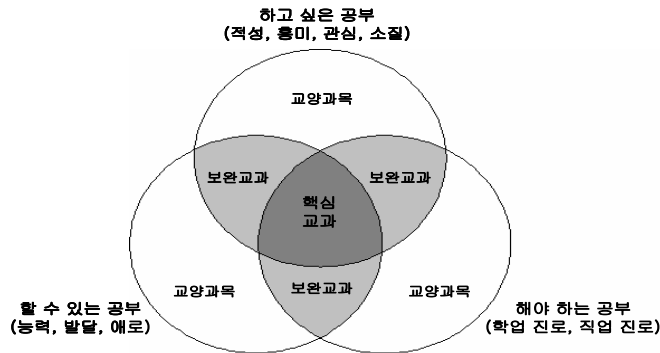 하고 싶은 공부
(적성, 흥미, 관심, 소질)
교양과목
보완교과
보완교과
핵심
교과
교양과목
보완교과
교양과목
할 수 있는 공부
(능력, 발달, 애로)
해야 하는 공부
(학업 진로, 직업 진로)